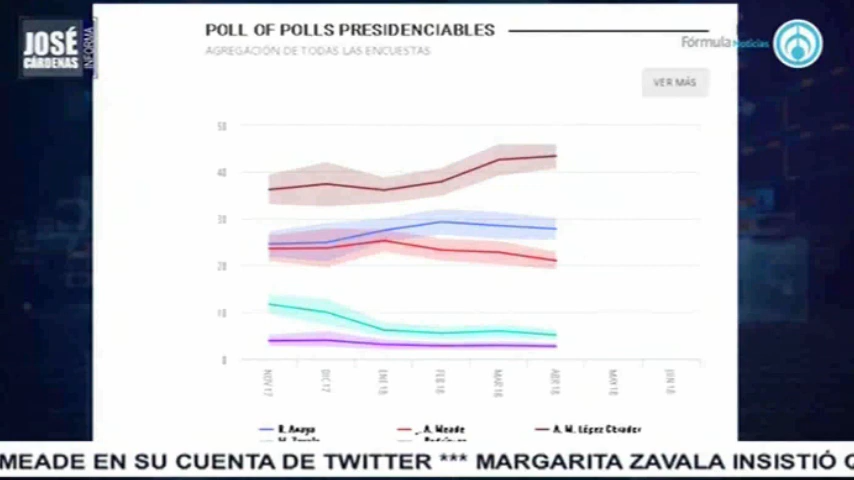 JOSÉ
CÁRDENAS
INFORMA
POLL OF POLLS PRESIDENCIABLES
AGREGACIÓN DE TODAS LAS ENCUESTAS
Fórmula Noticias
VER MÁS
50
40
30
20
10
0
NOV17
DIC17
ENE18
FEB18
MAR18
ABR18
MAY18
JUN18
R. Anaya
A. Meade
A. M. López Obrador
M. Zavala
MEADE EN SU CUENTA DE TWITTER *** MARGARITA ZAVALA INSISTIÓ